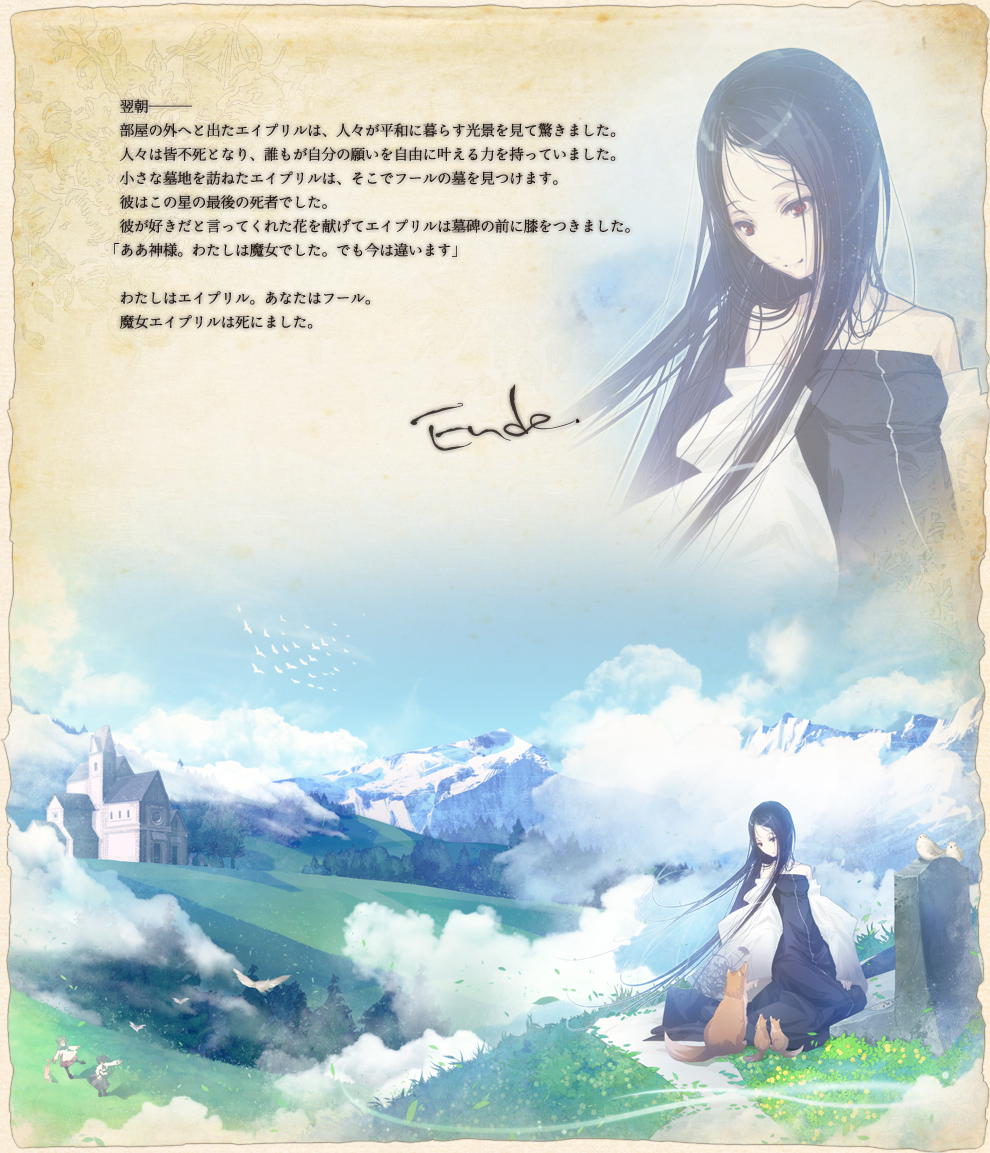 翌朝―――
部屋の外へと出たエイプリルは、人々が平和に暮らす光景を見て驚きました。
人々は皆不死となり、誰もが自分の願いを自由に叶える力を持っていました。
小さな墓地を訪ねたエイプリルは、そこでフールの墓を見つけます。
彼はこの星の最後の死者でした。
彼が好きだと言ってくれた花を献げてエイプリルは墓碑の前に膝をつきました。
「ああ神様。わたしは魔女でした。でも今は違います」
わたしはエイプリル。あなたはフール。
魔女エイプリルは死にました。
Ende.